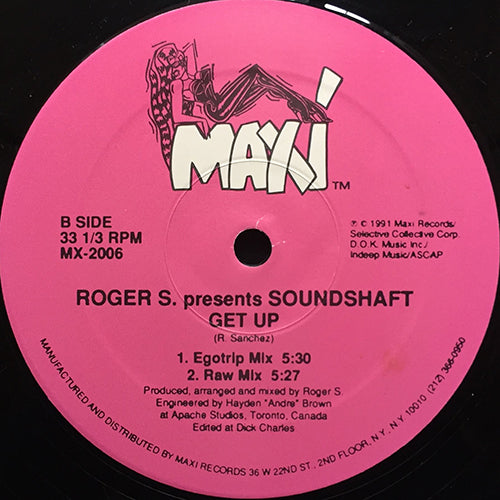 MAXI
TM
B SIDE
33 1/3 RPM
MX-2006
℗ © 1991 Maxi Records/
Selective Collective Corp.
D.O.K. Music Inc./
Indeep Music/ASCAP
ROGER S. presents SOUNDSHAFT
GET UP
(R. Sanchez)
1. Egotrip Mix 5:30
2. Raw Mix 5:27
Produced, arranged and mixed by Roger S.
Engineered by Hayden "Andre" Brown
at Apache Studios, Toronto, Canada
Edited at Dick Charles
MANUFACTURED AND DISTRIBUTED BY MAXI RECORDS 36 W 22ND ST., 2ND FLOOR, N.Y., N.Y. 10010 (212) 366-0950